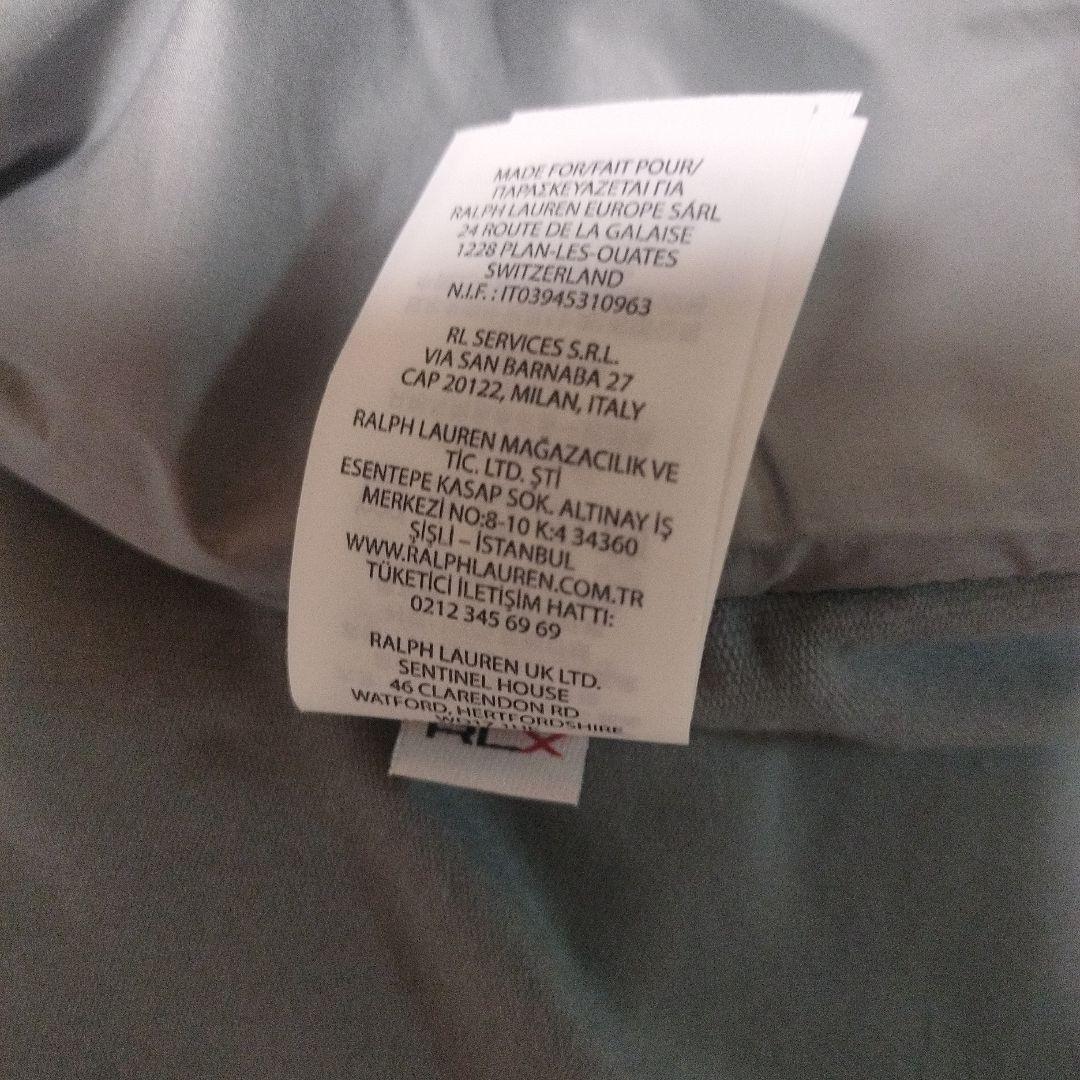 MADE FOR/FAIT POUR/
ΠΑΡΑΣΚΕΥΑΖΕΤΑΙ ΓΙΑ
RALPH LAUREN EUROPE SÁRL
24 ROUTE DE LA GALAISE
1228 PLAN-LES-OUATES
SWITZERLAND
N.I.F. : IT03945310963
RL SERVICES S.R.L.
VIA SAN BARNABA 27
CAP 20122, MILAN, ITALY
RALPH LAUREN MAĞAZACILIK VE
TİC. LTD. ŞTİ
ESENTEPE KASAP SOK. ALTINAY İŞ
MERKEZİ NO:8-10 K:4 34360
ŞİŞLİ – İSTANBUL
WWW.RALPHLAUREN.COM.TR
TÜKETİCİ İLETİŞİM HATTI:
0212 345 69 69
RALPH LAUREN UK LTD.
SENTINEL HOUSE
46 CLARENDON RD
WATFORD, HERTFORDSHIRE
RLX